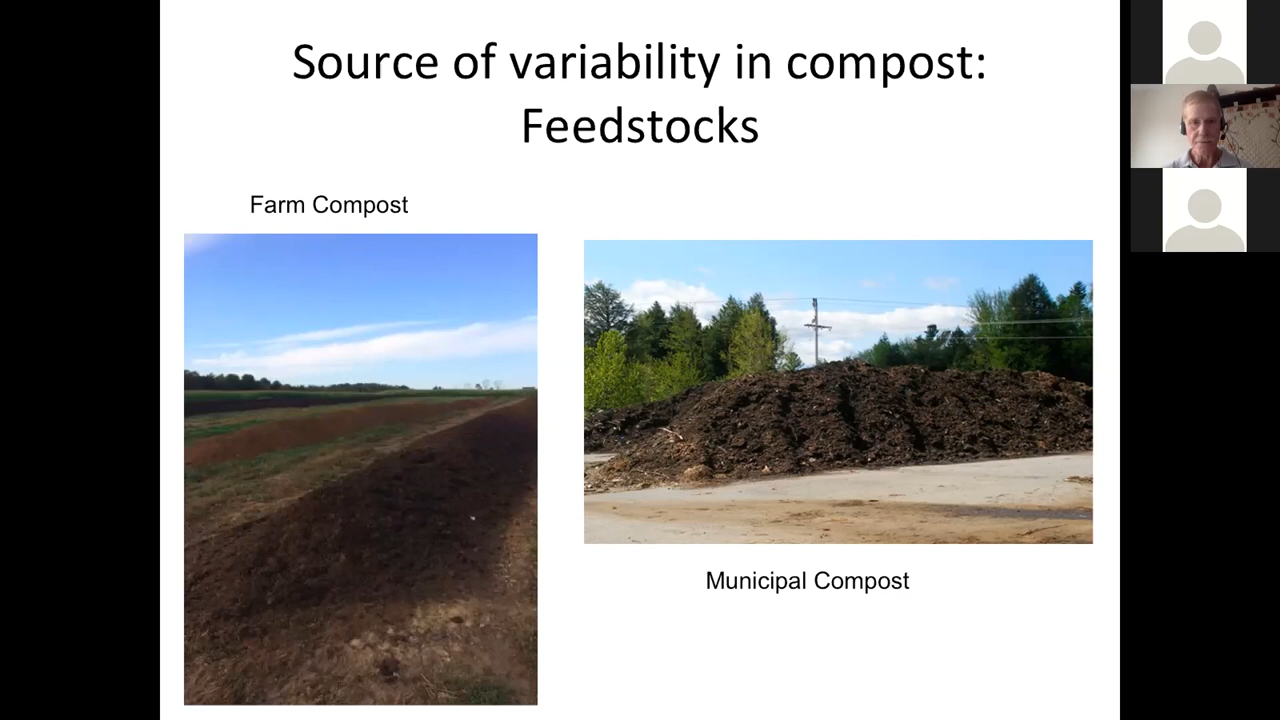 Source of variability in compost:
Feedstocks
Farm Compost
Municipal Compost